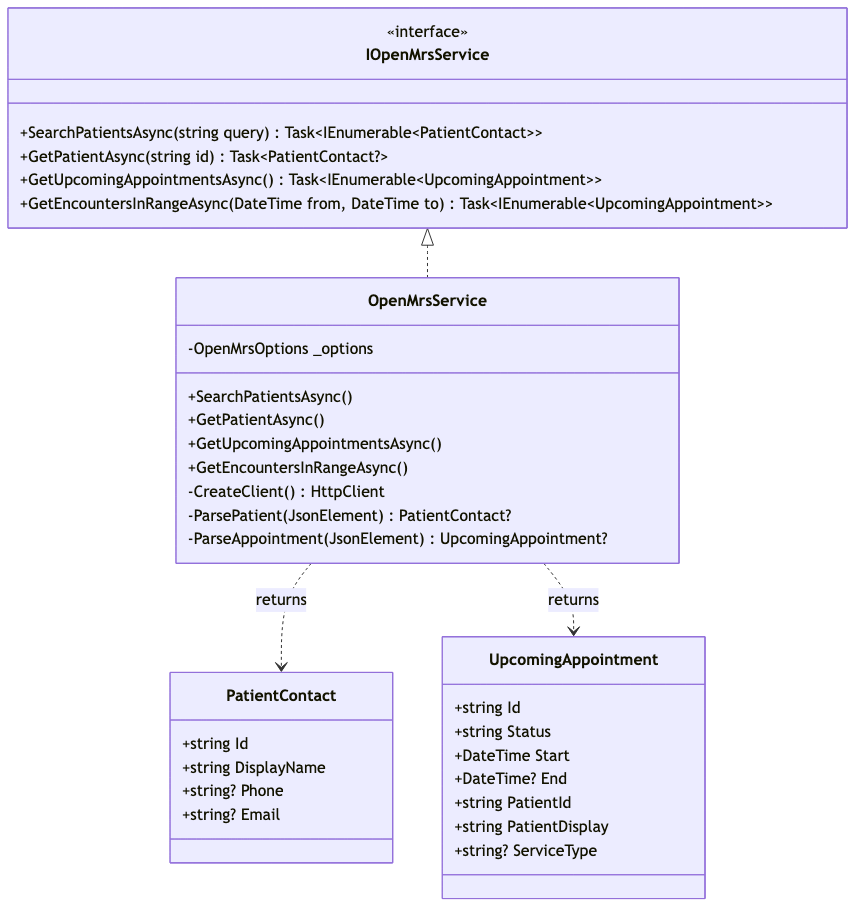 «interface»
IOpenMrsService
+SearchPatientsAsync(string query) : Task<IEnumerable<PatientContact>>
+GetPatientAsync(string id) : Task<PatientContact?>
+GetUpcomingAppointmentsAsync() : Task<IEnumerable<UpcomingAppointment>>
+GetEncountersInRangeAsync(DateTime from, DateTime to) : Task<IEnumerable<UpcomingAppointment>>
OpenMrsService
-OpenMrsOptions _options
+SearchPatientsAsync()
+GetPatientAsync()
+GetUpcomingAppointmentsAsync()
+GetEncountersInRangeAsync()
-CreateClient() : HttpClient
-ParsePatient(JsonElement) : PatientContact?
-ParseAppointment(JsonElement) : UpcomingAppointment?
returns
returns
PatientContact
+string Id
+string DisplayName
+string? Phone
+string? Email
UpcomingAppointment
+string Id
+string Status
+DateTime Start
+DateTime? End
+string PatientId
+string PatientDisplay
+string? ServiceType